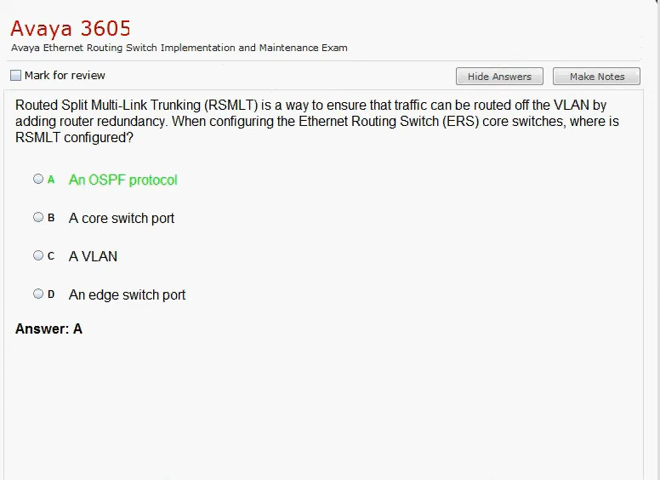 Avaya 3605
Avaya Ethernet Routing Switch Implementation and Maintenance Exam
Mark for review
Hide Answers
Make Notes
Routed Split Multi-Link Trunking (RSMLT) is a way to ensure that traffic can be routed off the VLAN by
adding router redundancy. When configuring the Ethernet Routing Switch (ERS) core switches, where is
RSMLT configured?
A An OSPF protocol
B A core switch port
C A VLAN
D An edge switch port
Answer: A